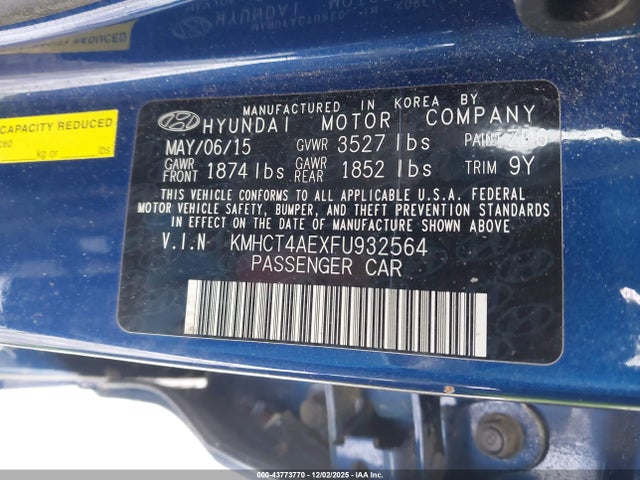 CAPACITY REDUCED
kg or lbs
MANUFACTURED IN KOREA BY
HYUNDAI MOTOR COMPANY
MAY/06/15 GVWR 3527 lbs PAINT
GAWR FRONT 1874 lbs GAWR REAR 1852 lbs TRIM 9Y
THIS VEHICLE CONFORMS TO ALL APPLICABLE U.S.A. FEDERAL
MOTOR VEHICLE SAFETY, BUMPER, AND THEFT PREVENTION STANDARDS
IN EFFECT ON THE DATE OF MANUFACTURE SHOWN ABOVE
V.I.N KMHCT4AEXFU932564
PASSENGER CAR
000-43773770 - 12/02/2025 - IAA Inc.